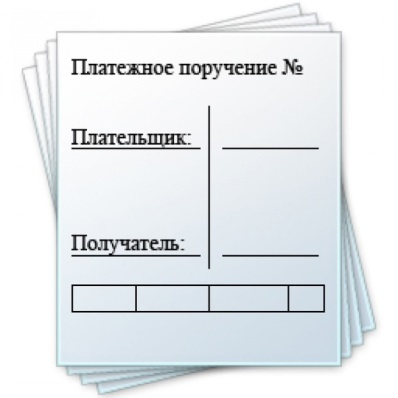 Платежное поручение №
Плательщик:
Получатель: